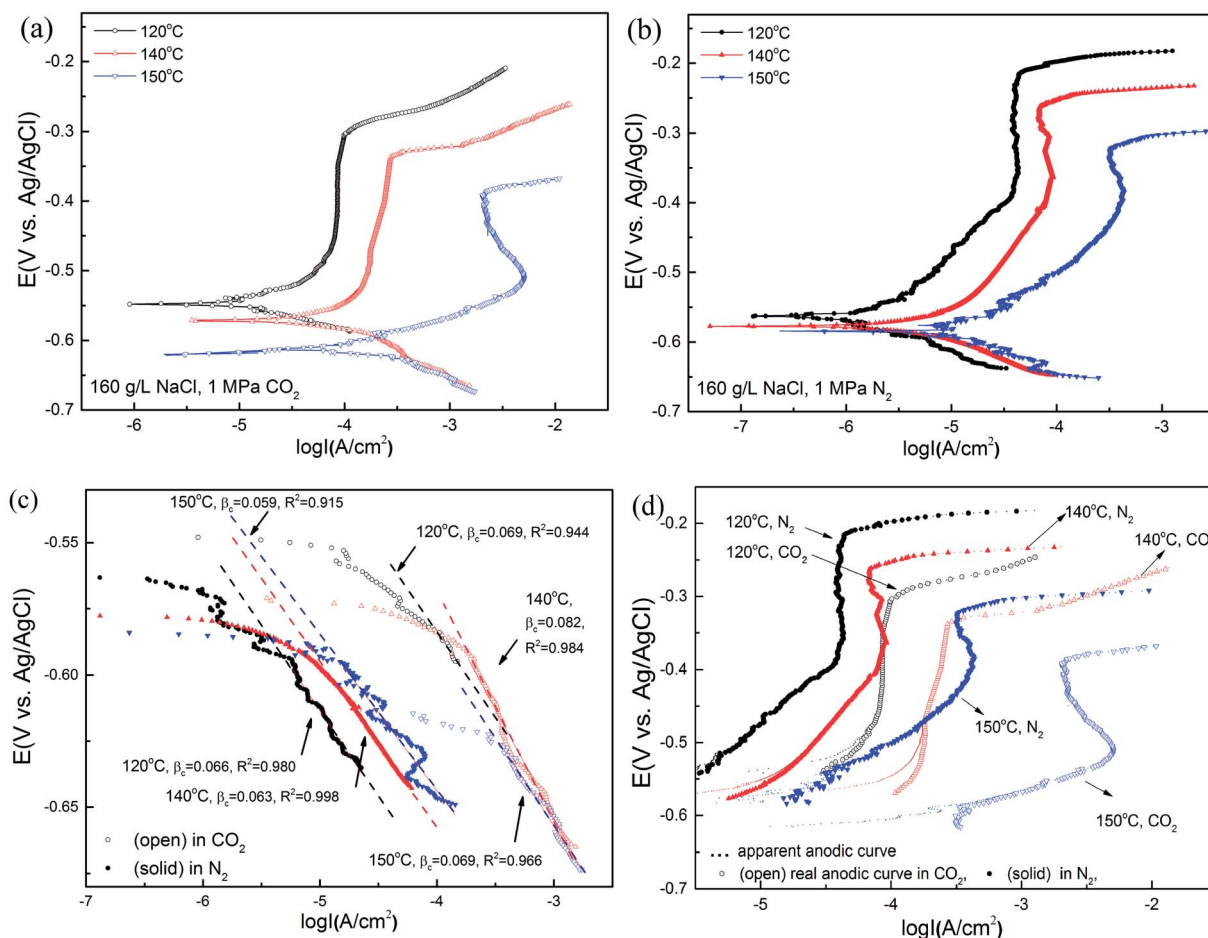 (a)
120°C
140°C
150°C
-0.2
-0.3
-0.4
-0.5
-0.6
-0.7
E(V vs. Ag/AgCl)
160 g/L NaCl, 1 MPa CO₂
-6 -5 -4 -3 -2
logI(A/cm²)
(b)
120°C
140°C
150°C
-0.2
-0.3
-0.4
-0.5
-0.6
-0.7
E(V vs. Ag/AgCl)
160 g/L NaCl, 1 MPa N₂
-7 -6 -5 -4 -3
logI(A/cm²)
(c)
150°C, βc=0.059, R²=0.915
120°C, βc=0.069, R²=0.944
140°C,
βc=0.082,
R²=0.984
-0.55
-0.60
-0.65
E(V vs. Ag/AgCl)
120°C, βc=0.066, R²=0.980
140°C, βc=0.063, R²=0.998
150°C, βc=0.069, R²=0.966
(open) in CO₂
(solid) in N₂
-7 -6 -5 -4 -3
logI(A/cm²)
(d)
120°C, N₂
120°C, CO₂
140°C, N₂
140°C, CO
150°C, N₂
150°C, CO₂
-0.2
-0.3
-0.4
-0.5
-0.6
-0.7
-0.8
E(V vs. Ag/AgCl)
apparent anodic curve
(open) real anodic curve in CO₂, (solid) in N₂,
-5 -4 -3 -2
logI(A/cm²)